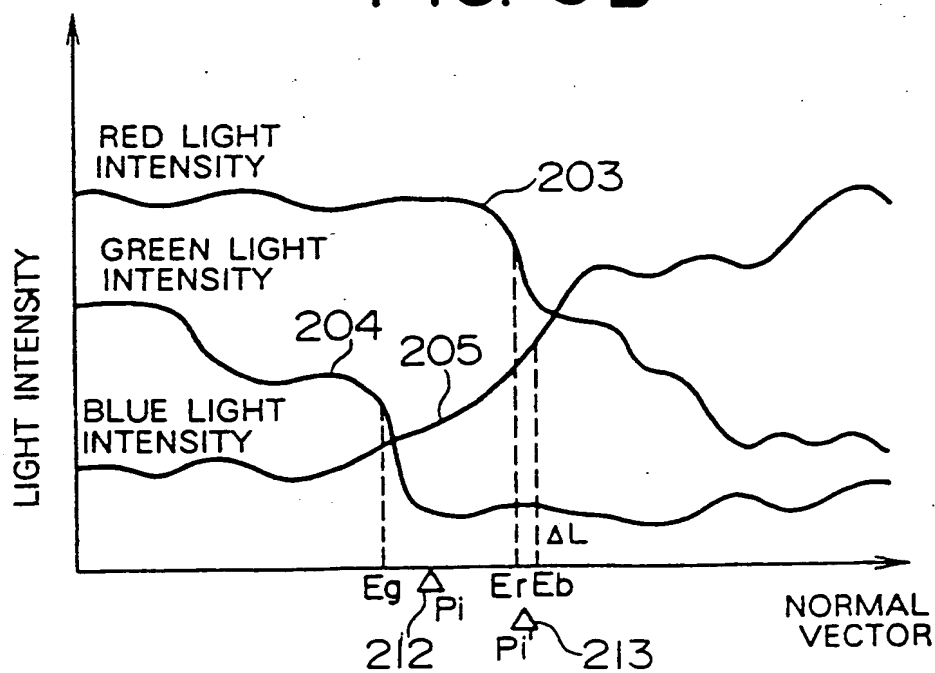 RED LIGHT
INTENSITY
203
GREEN LIGHT
INTENSITY
204
205
BLUE LIGHT
INTENSITY
LIGHT INTENSITY
ΔL
Eg
Pi
Er
Eb
212
Pi'
213
NORMAL
VECTOR